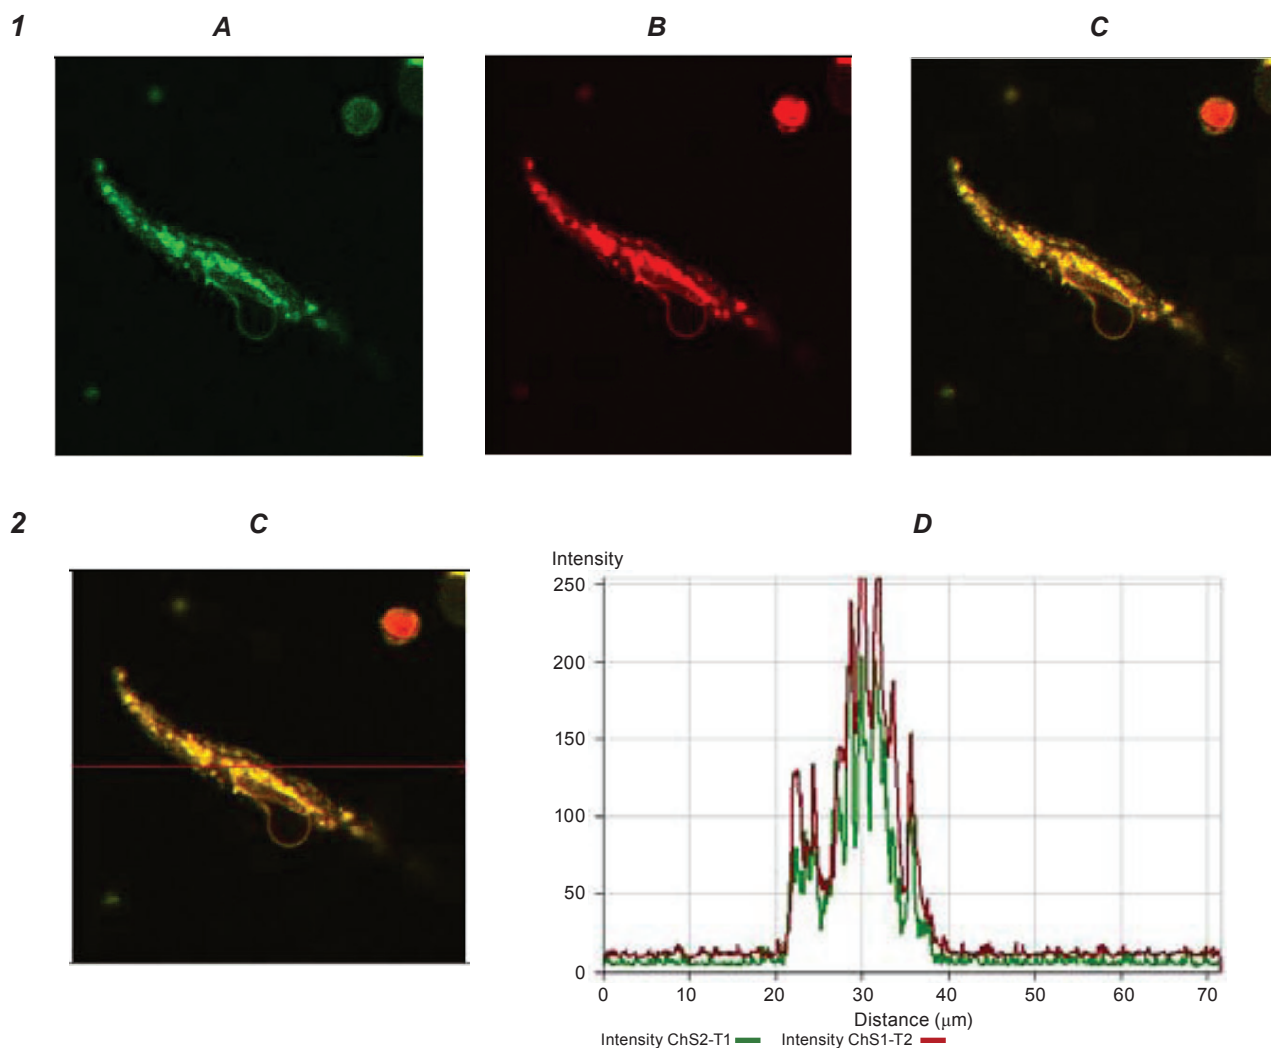 1 A B C
2 C D
Intensity
250
200
150
100
50
0
0 10 20 30 40 50 60 70
Distance (μm)
Intensity ChS2-T1 Intensity ChS1-T2